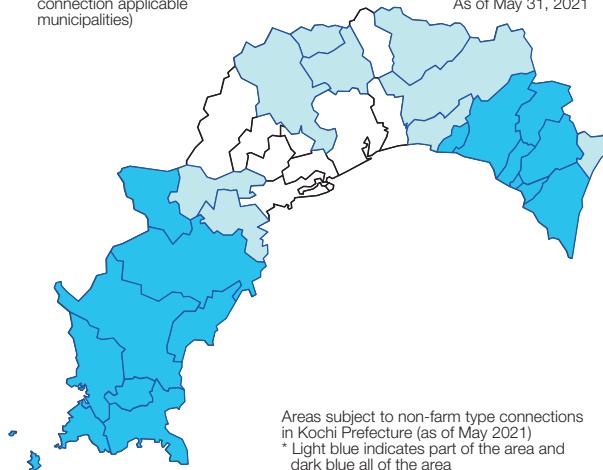 connection applicable
municipalities)
As of May 31, 2021
Areas subject to non-farm type connections
in Kochi Prefecture (as of May 2021)
* Light blue indicates part of the area and
dark blue all of the area